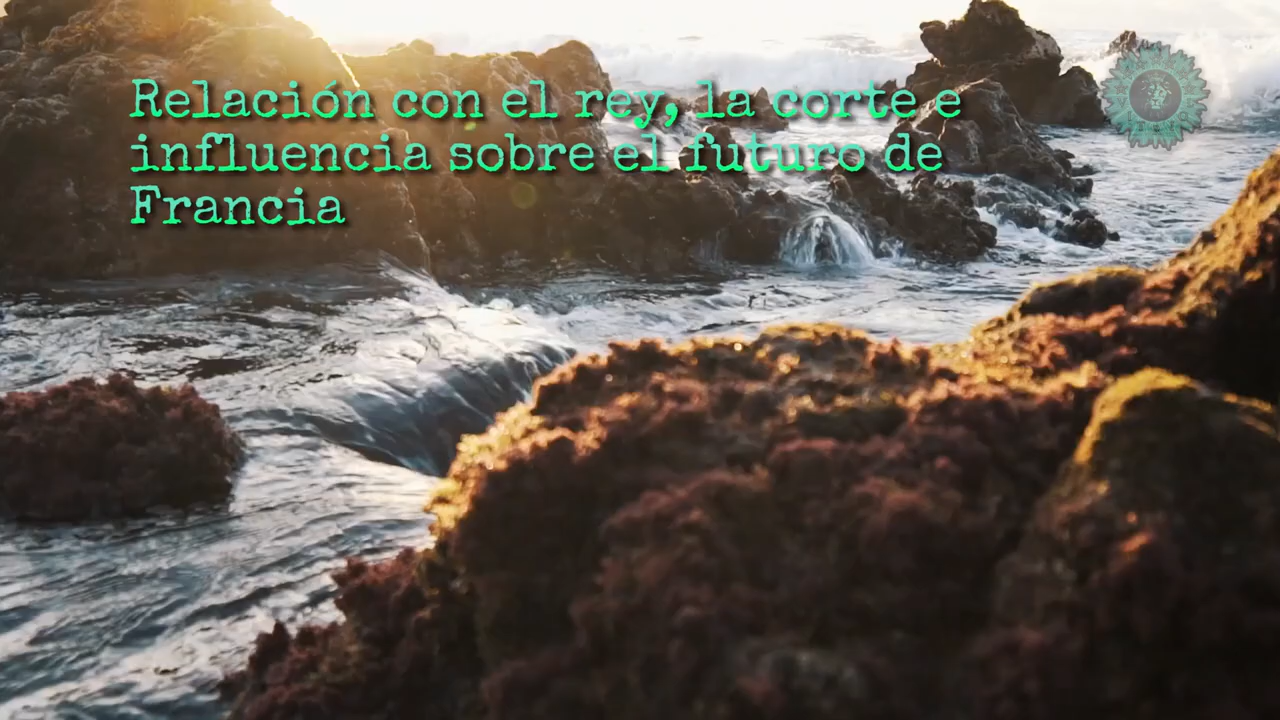 Relación con el rey, la corte e
influencia sobre el futuro de
Francia